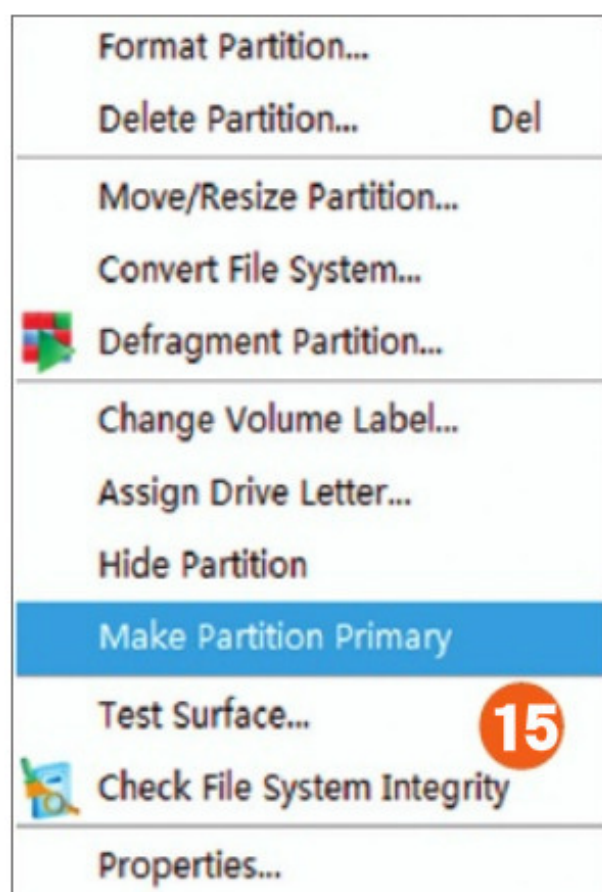 Format Partition...
Delete Partition... Del
Move/Resize Partition...
Convert File System...
Defragment Partition...
Change Volume Label...
Assign Drive Letter...
Hide Partition
Make Partition Primary
Test Surface...
15
Check File System Integrity
Properties...